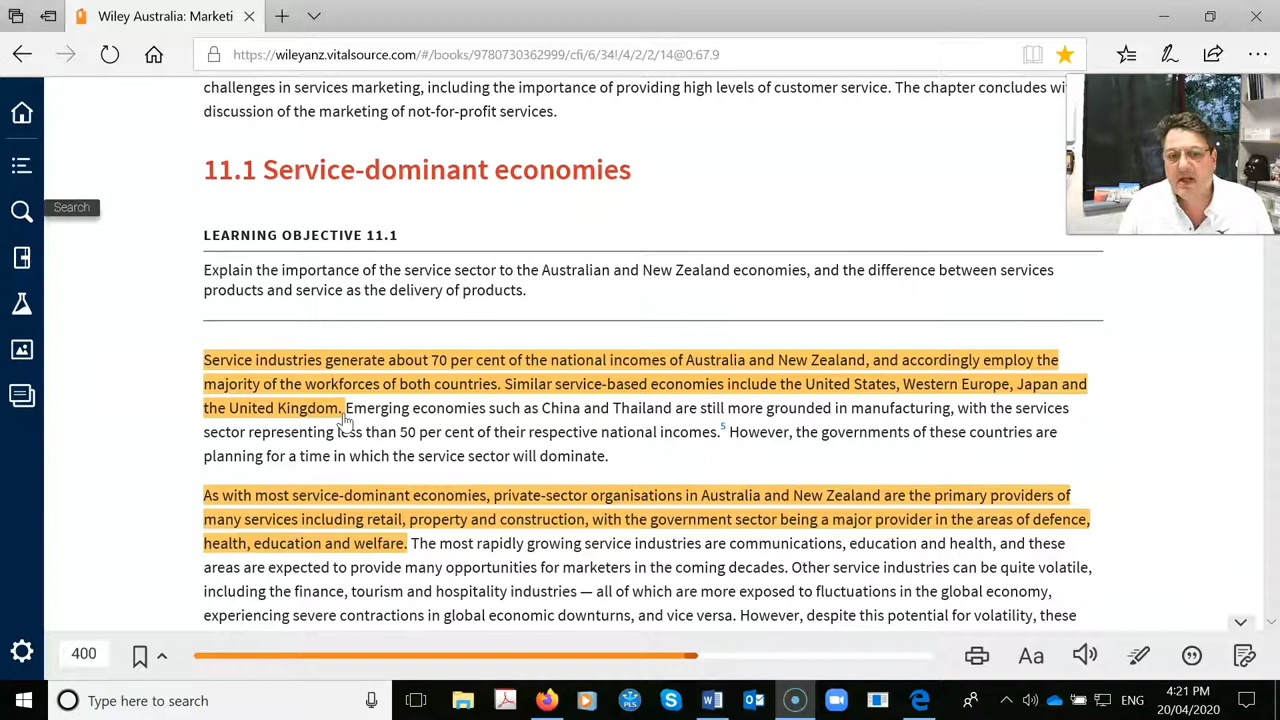 Wiley Australia: Marketi
https://wileyanz.vitalsource.com/#/books/9780730362999/cfi/6/34!/4/2/2/14@0:67.9
challenges in services marketing, including the importance of providing high levels of customer service. The chapter concludes wi
discussion of the marketing of not-for-profit services.
11.1 Service-dominant economies
Search
LEARNING OBJECTIVE 11.1
Explain the importance of the service sector to the Australian and New Zealand economies, and the difference between services
products and service as the delivery of products.
Service industries generate about 70 per cent of the national incomes of Australia and New Zealand, and accordingly employ the
majority of the workforces of both countries. Similar service-based economies include the United States, Western Europe, Japan and
the United Kingdom. Emerging economies such as China and Thailand are still more grounded in manufacturing, with the services
sector representing less than 50 per cent of their respective national incomes.5 However, the governments of these countries are
planning for a time in which the service sector will dominate.
As with most service-dominant economies, private-sector organisations in Australia and New Zealand are the primary providers of
many services including retail, property and construction, with the government sector being a major provider in the areas of defence,
health, education and welfare. The most rapidly growing service industries are communications, education and health, and these
areas are expected to provide many opportunities for marketers in the coming decades. Other service industries can be quite volatile,
including the finance, tourism and hospitality industries — all of which are more exposed to fluctuations in the global economy,
experiencing severe contractions in global economic downturns, and vice versa. However, despite this potential for volatility, these
400
Aa
Type here to search
PLS
ENG
4:21 PM
20/04/2020